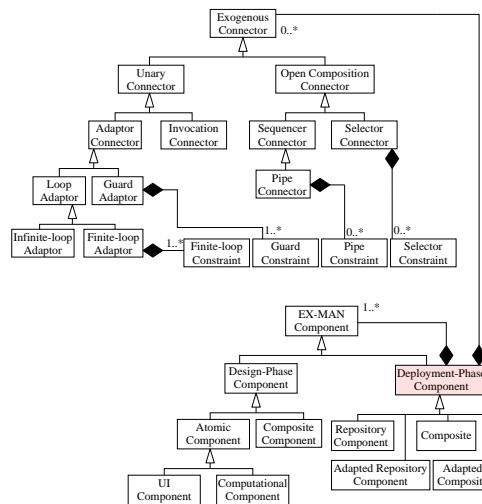 Exogenous
Connector
0..*
Unary
Connector
Open Composition
Connector
Adaptor
Connector
Invocation
Connector
Sequencer
Connector
Selector
Connector
Loop
Adaptor
Guard
Adaptor
Pipe
Connector
Infinite-loop
Adaptor
Finite-loop
Adaptor
1..*
1..*
0..*
0..*
Finite-loop
Constraint
Guard
Constraint
Pipe
Constraint
Selector
Constraint
EX-MAN
Component
1..*
Design-Phase
Component
Deployment-Phase
Component
Atomic
Component
Composite
Component
Repository
Component
Composite
UI
Component
Computational
Component
Adapted Repository
Component
Adapted
Composite